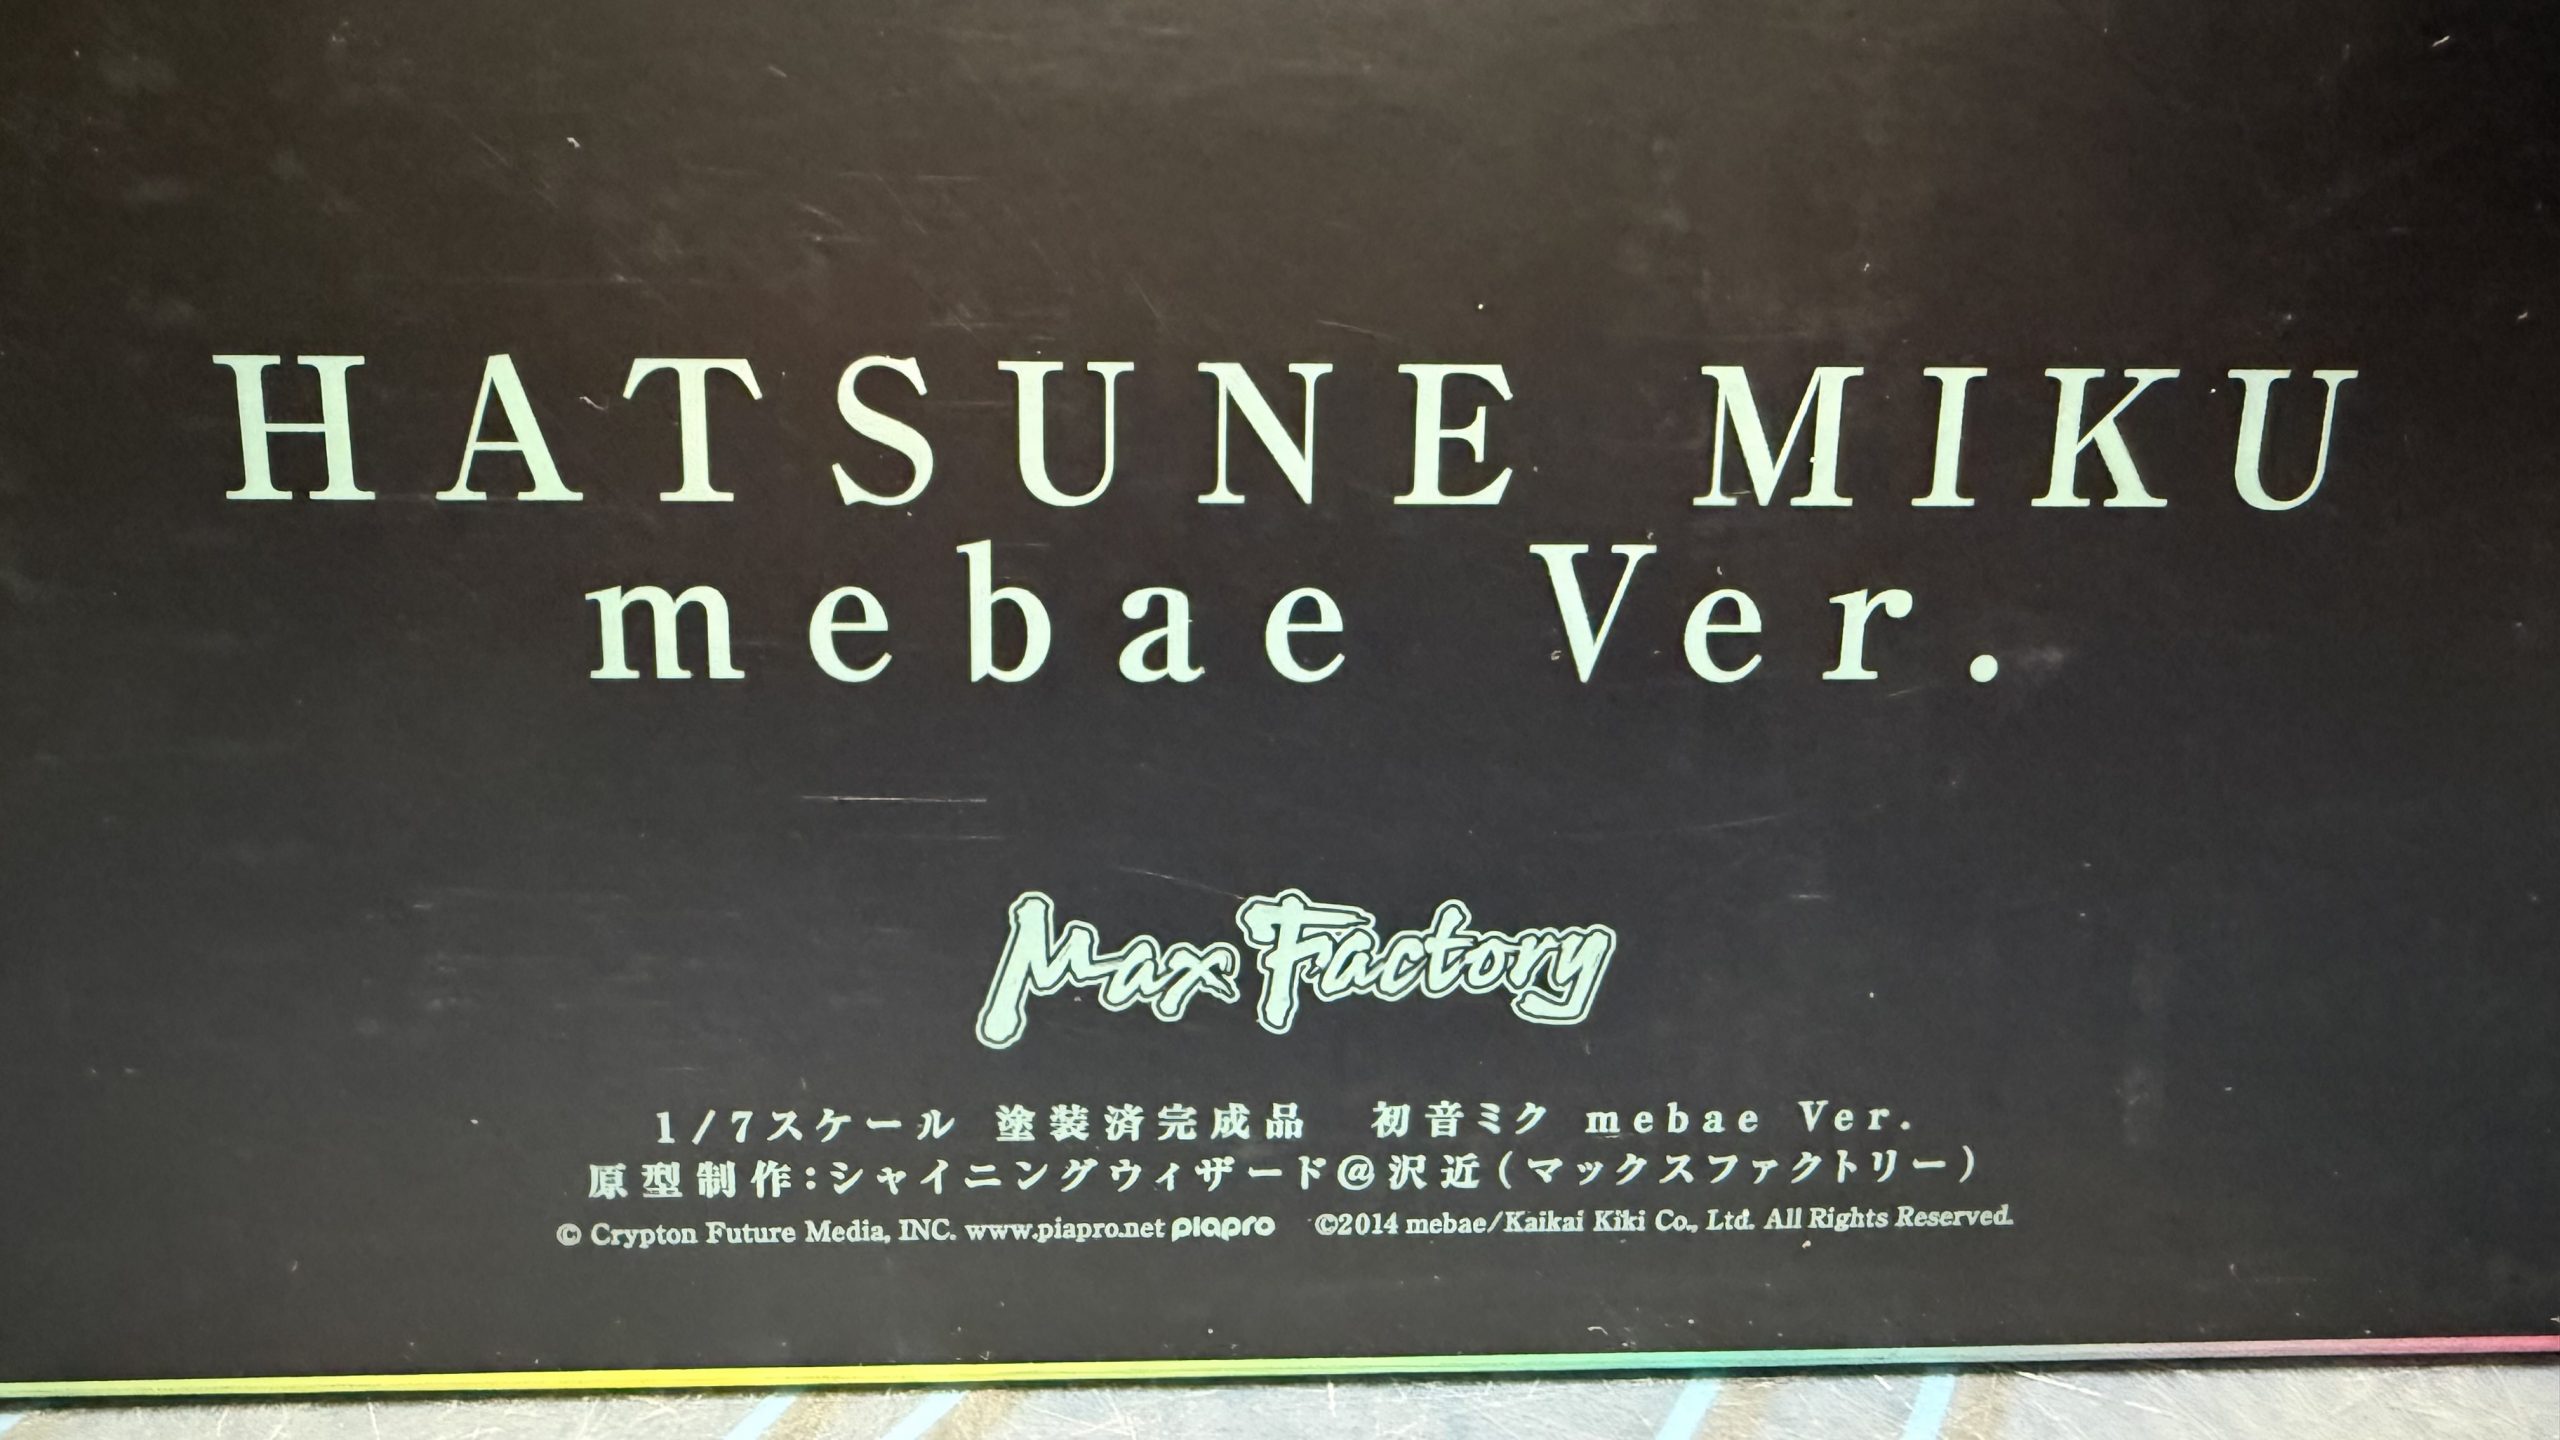 HATSUNE MIKU
mebae Ver.
Max Factory
1/7スケール 塗装済完成品 初音ミク mebae Ver.
原型制作:シャイニングウィザード@沢近(マックスファクトリー)
© Crypton Future Media, INC. www.piapro.net piapro ©2014 mebae/Kaikai Kiki Co., Ltd. All Rights Reserved.